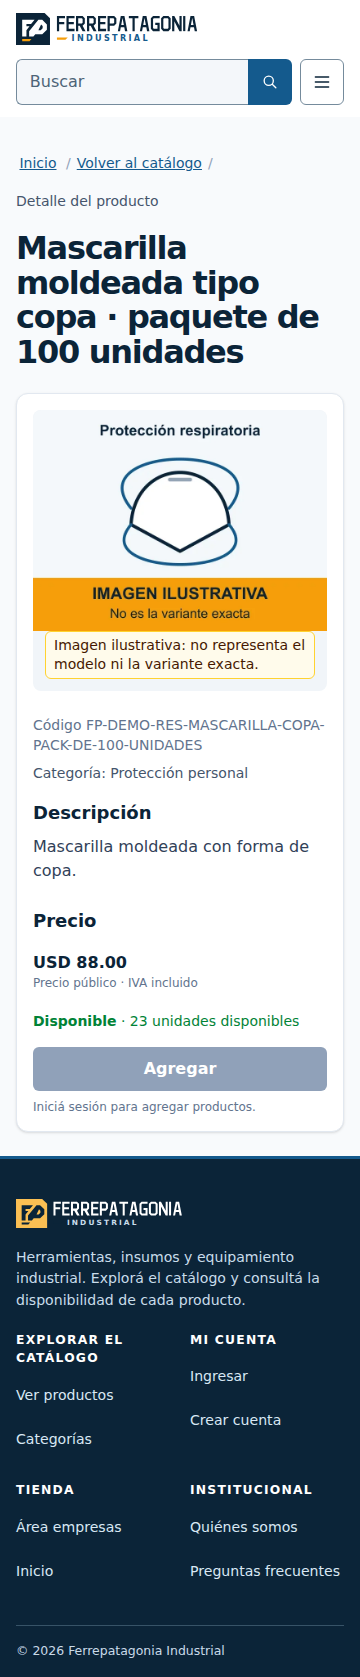 FERREPATAGONIA
INDUSTRIAL
Buscar
Inicio / Volver al catálogo /
Detalle del producto
Mascarilla
moldeada tipo
copa · paquete de
100 unidades
Protección respiratoria
IMAGEN ILUSTRATIVA
No es la variante exacta
Imagen ilustrativa: no representa el
modelo ni la variante exacta.
Código FP-DEMO-RES-MASCARILLA-COPA-
PACK-DE-100-UNIDADES
Categoría: Protección personal
Descripción
Mascarilla moldeada con forma de
copa.
Precio
USD 88.00
Precio público · IVA incluido
Disponible · 23 unidades disponibles
Agregar
Iniciá sesión para agregar productos.
FERREPATAGONIA
INDUSTRIAL
Herramientas, insumos y equipamiento
industrial. Explorá el catálogo y consultá la
disponibilidad de cada producto.
EXPLORAR EL
CATÁLOGO
Ver productos
Categorías
MI CUENTA
Ingresar
Crear cuenta
TIENDA
Área empresas
Inicio
INSTITUCIONAL
Quiénes somos
Preguntas frecuentes
© 2026 Ferrepatagonia Industrial